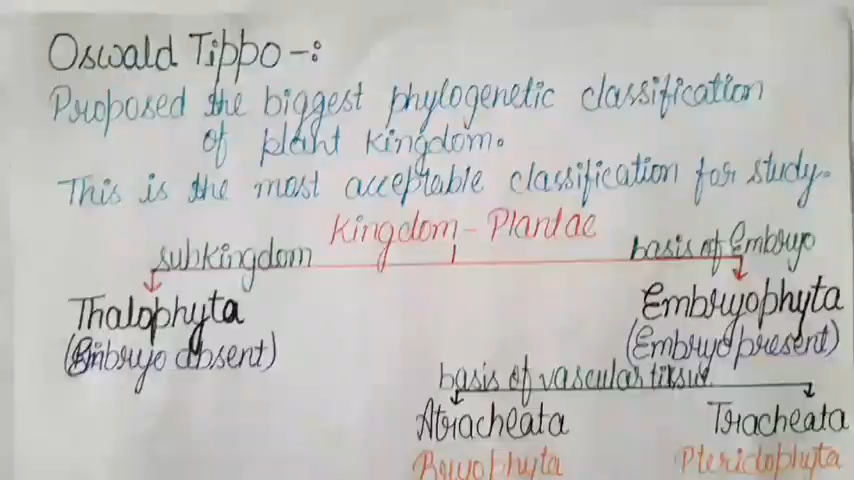 Oswald Tippo -:
Proposed the biggest phylogenetic classification
of plant kingdom.
This is the most acceptable classification for study.
Kingdom - Plantae
subkingdom
basis of Embryo
Thalophyta
Embryophyta
(Embryo absent)
(Embryo present)
basis of vascular tissue
Atracheata
Tracheata
Bryophyta
Pteridophyta